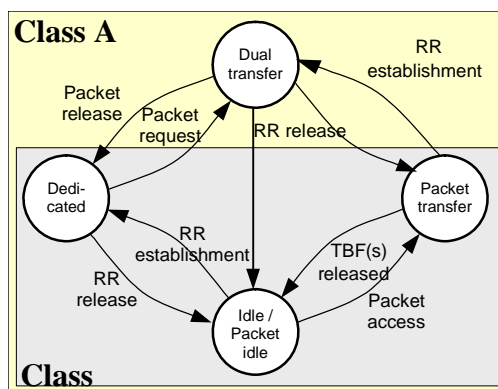 Class A
Dual
transfer
RR
establishment
Packet
release
Packet
request
RR release
Dedi-
cated
Packet
transfer
RR
establishment
TBF(s)
released
RR
release
Packet
access
Idle /
Packet
idle
Class